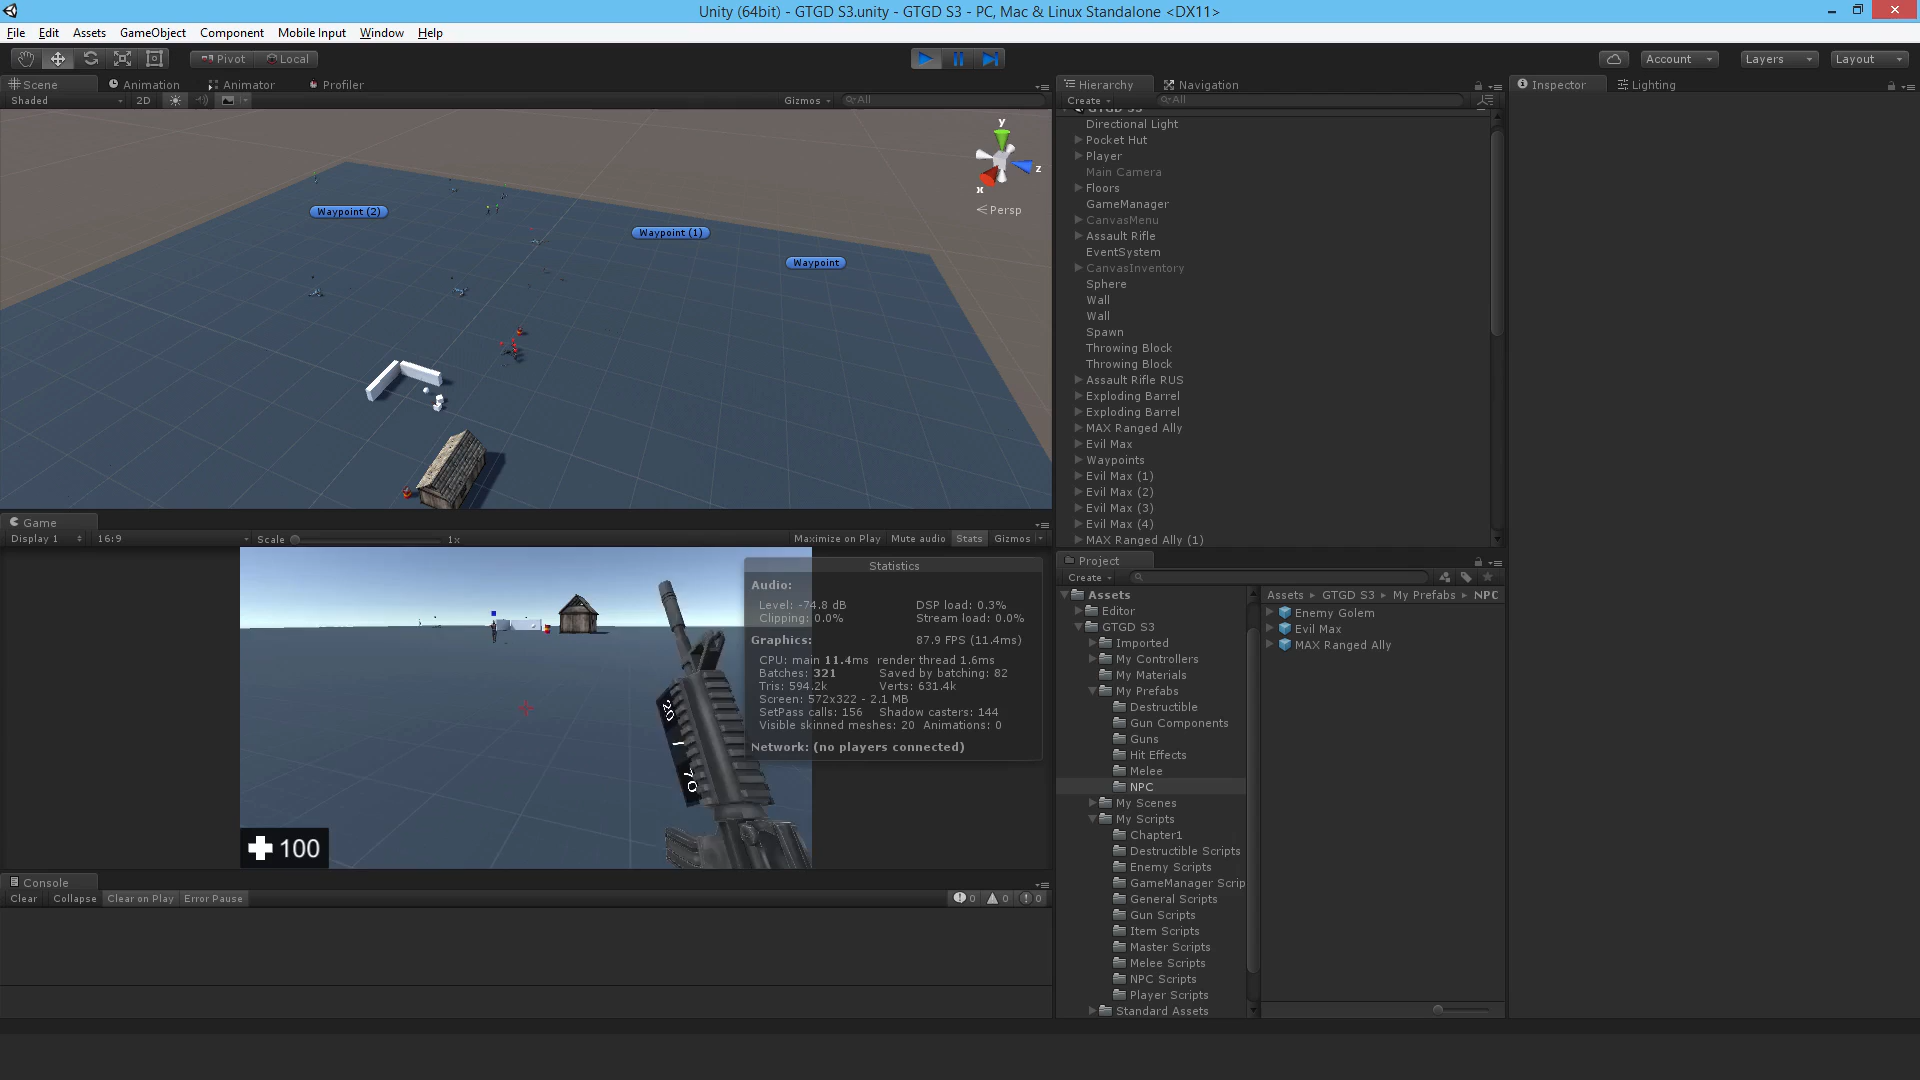 Unity (64bit) - GTGD S3.unity - GTGD S3 - PC, Mac & Linux Standalone <DX11>
File Edit Assets GameObject Component Mobile Input Window Help
Pivot Local
Account Layers Layout
Scene Animation Animator Profiler
Shaded 2D Gizmos All
y
z
x
Persp
Waypoint (2)
Waypoint (1)
Waypoint
Game
Display 1 16:9 Scale 1x Maximize on Play Mute audio Stats Gizmos
Statistics
Audio:
Level: -74.8 dB DSP load: 0.3%
Clipping: 0.0% Stream load: 0.0%
Graphics: 87.9 FPS (11.4ms)
CPU: main 11.4ms render thread 1.6ms
Batches: 321 Saved by batching: 82
Tris: 594.2k Verts: 631.4k
Screen: 572x322 - 2.1 MB
SetPass calls: 156 Shadow casters: 144
Visible skinned meshes: 20 Animations: 0
Network: (no players connected)
20
/
70
100
Console
Clear Collapse Clear on Play Error Pause 0 0 0
Hierarchy Navigation
Create All
GTGD S3
Directional Light
Pocket Hut
Player
Main Camera
Floors
GameManager
CanvasMenu
Assault Rifle
EventSystem
CanvasInventory
Sphere
Wall
Wall
Spawn
Throwing Block
Throwing Block
Assault Rifle RUS
Exploding Barrel
Exploding Barrel
MAX Ranged Ally
Evil Max
Waypoints
Evil Max (1)
Evil Max (2)
Evil Max (3)
Evil Max (4)
MAX Ranged Ally (1)
Project
Create
Assets
Editor
GTGD S3
Imported
My Controllers
My Materials
My Prefabs
Destructible
Gun Components
Guns
Hit Effects
Melee
NPC
My Scenes
My Scripts
Chapter1
Destructible Scripts
Enemy Scripts
GameManager Scrip
General Scripts
Gun Scripts
Item Scripts
Master Scripts
Melee Scripts
NPC Scripts
Player Scripts
Standard Assets
Assets GTGD S3 My Prefabs NPC
Enemy Golem
Evil Max
MAX Ranged Ally
Inspector Lighting